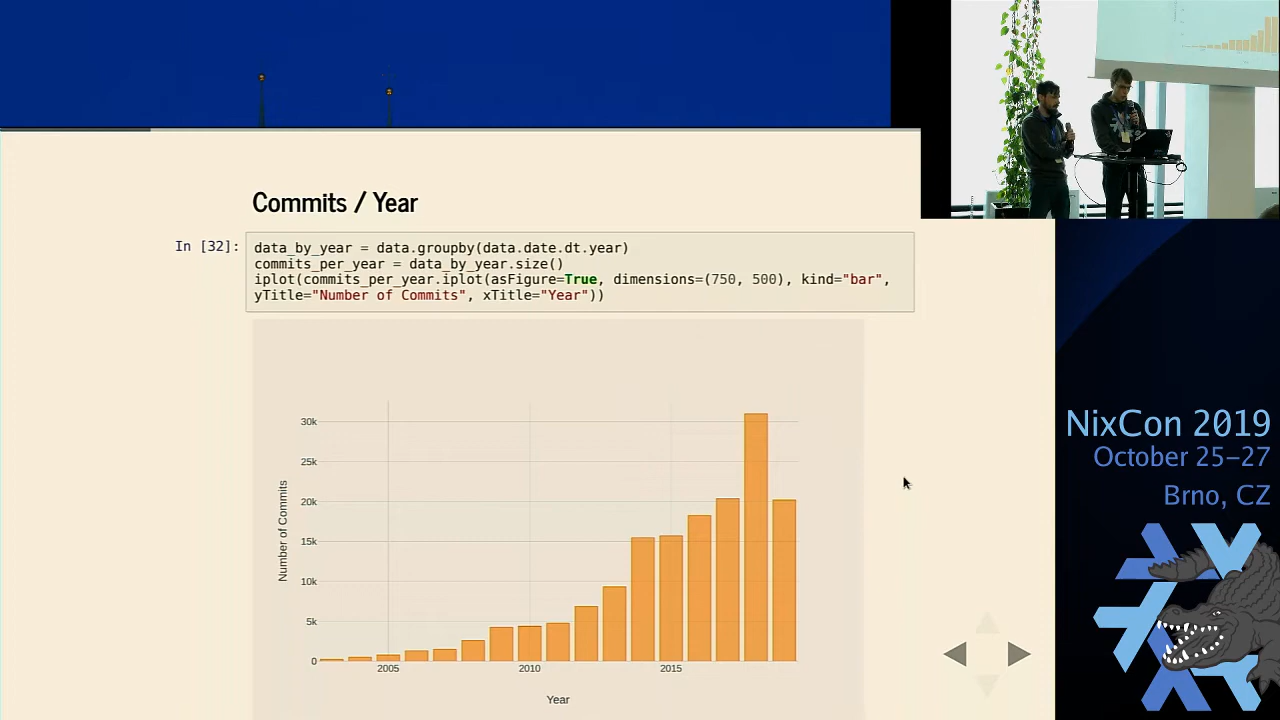 Commits / Year
In [32]:
data_by_year = data.groupby(data.date.dt.year)
commits_per_year = data_by_year.size()
iplot(commits_per_year.iplot(asFigure=True, dimensions=(750, 500), kind="bar",
yTitle="Number of Commits", xTitle="Year"))
30k
25k
20k
15k
10k
5k
0
Number of Commits
2005
2010
2015
Year
NixCon 2019
October 25–27
Brno, CZ